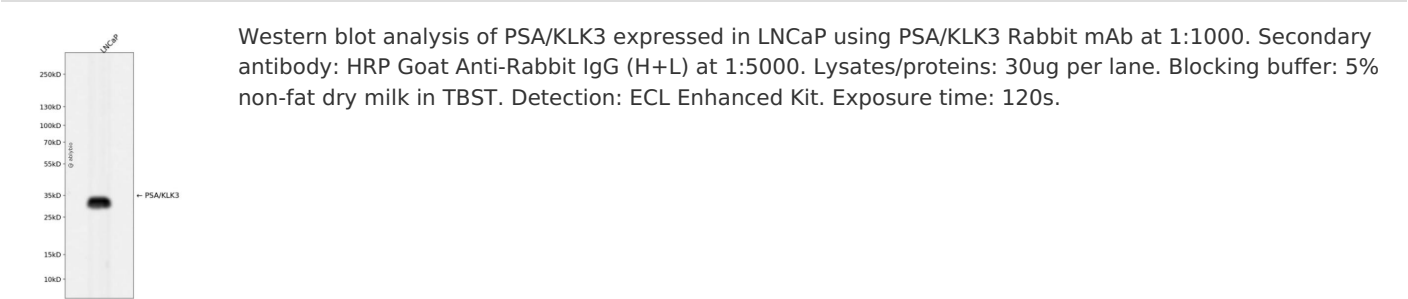 LNCaP
250kD
130kD
100kD
70kD
55kD
35kD
25kD
15kD
10kD
@ ablybio
← PSA/KLK3
Western blot analysis of PSA/KLK3 expressed in LNCaP using PSA/KLK3 Rabbit mAb at 1:1000. Secondary
antibody: HRP Goat Anti-Rabbit IgG (H+L) at 1:5000. Lysates/proteins: 30ug per lane. Blocking buffer: 5%
non-fat dry milk in TBST. Detection: ECL Enhanced Kit. Exposure time: 120s.